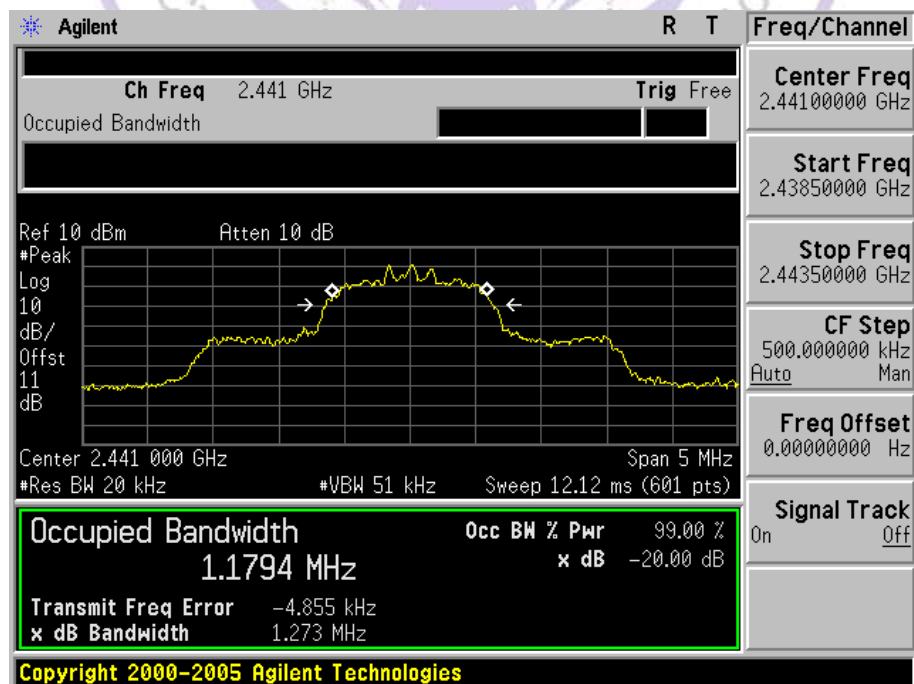 Agilent R T
Freq/Channel
Ch Freq 2.441 GHz Trig Free
Occupied Bandwidth
Center Freq
2.44100000 GHz
Start Freq
2.43850000 GHz
Stop Freq
2.44350000 GHz
CF Step
500.000000 kHz
Auto Man
Freq Offset
0.00000000 Hz
Signal Track
On Off
Ref 10 dBm Atten 10 dB
#Peak
Log
10
dB/
Offst
11
dB
Center 2.441 000 GHz Span 5 MHz
#Res BW 20 kHz #VBW 51 kHz Sweep 12.12 ms (601 pts)
Occupied Bandwidth Occ BW % Pwr 99.00 %
1.1794 MHz x dB -20.00 dB
Transmit Freq Error -4.855 kHz
x dB Bandwidth 1.273 MHz
Copyright 2000-2005 Agilent Technologies